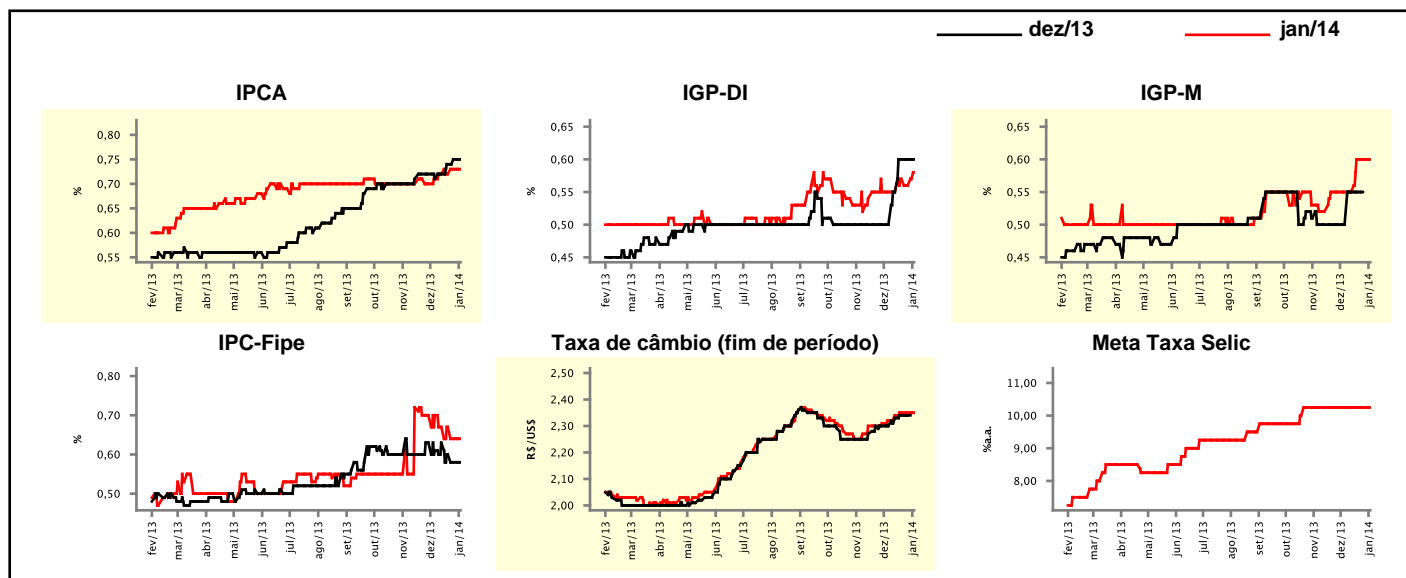 dez/13 jan/14
IPCA
0,80
0,75
0,70
0,65
0,60
0,55
%
fev/13 mar/13 abr/13 mai/13 jun/13 jul/13 ago/13 set/13 out/13 nov/13 dez/13 jan/14
IGP-DI
0,65
0,60
0,55
0,50
0,45
%
fev/13 mar/13 abr/13 mai/13 jun/13 jul/13 ago/13 set/13 out/13 nov/13 dez/13 jan/14
IGP-M
0,65
0,60
0,55
0,50
0,45
%
fev/13 mar/13 abr/13 mai/13 jun/13 jul/13 ago/13 set/13 out/13 nov/13 dez/13 jan/14
IPC-Fipe
0,80
0,70
0,60
0,50
%
fev/13 mar/13 abr/13 mai/13 jun/13 jul/13 ago/13 set/13 out/13 nov/13 dez/13 jan/14
Taxa de câmbio (fim de período)
2,50
2,40
2,30
2,20
2,10
2,00
R$/US$
fev/13 mar/13 abr/13 mai/13 jun/13 jul/13 ago/13 set/13 out/13 nov/13 dez/13 jan/14
Meta Taxa Selic
11,00
10,00
9,00
8,00
%a.a.
fev/13 mar/13 abr/13 mai/13 jun/13 jul/13 ago/13 set/13 out/13 nov/13 dez/13 jan/14